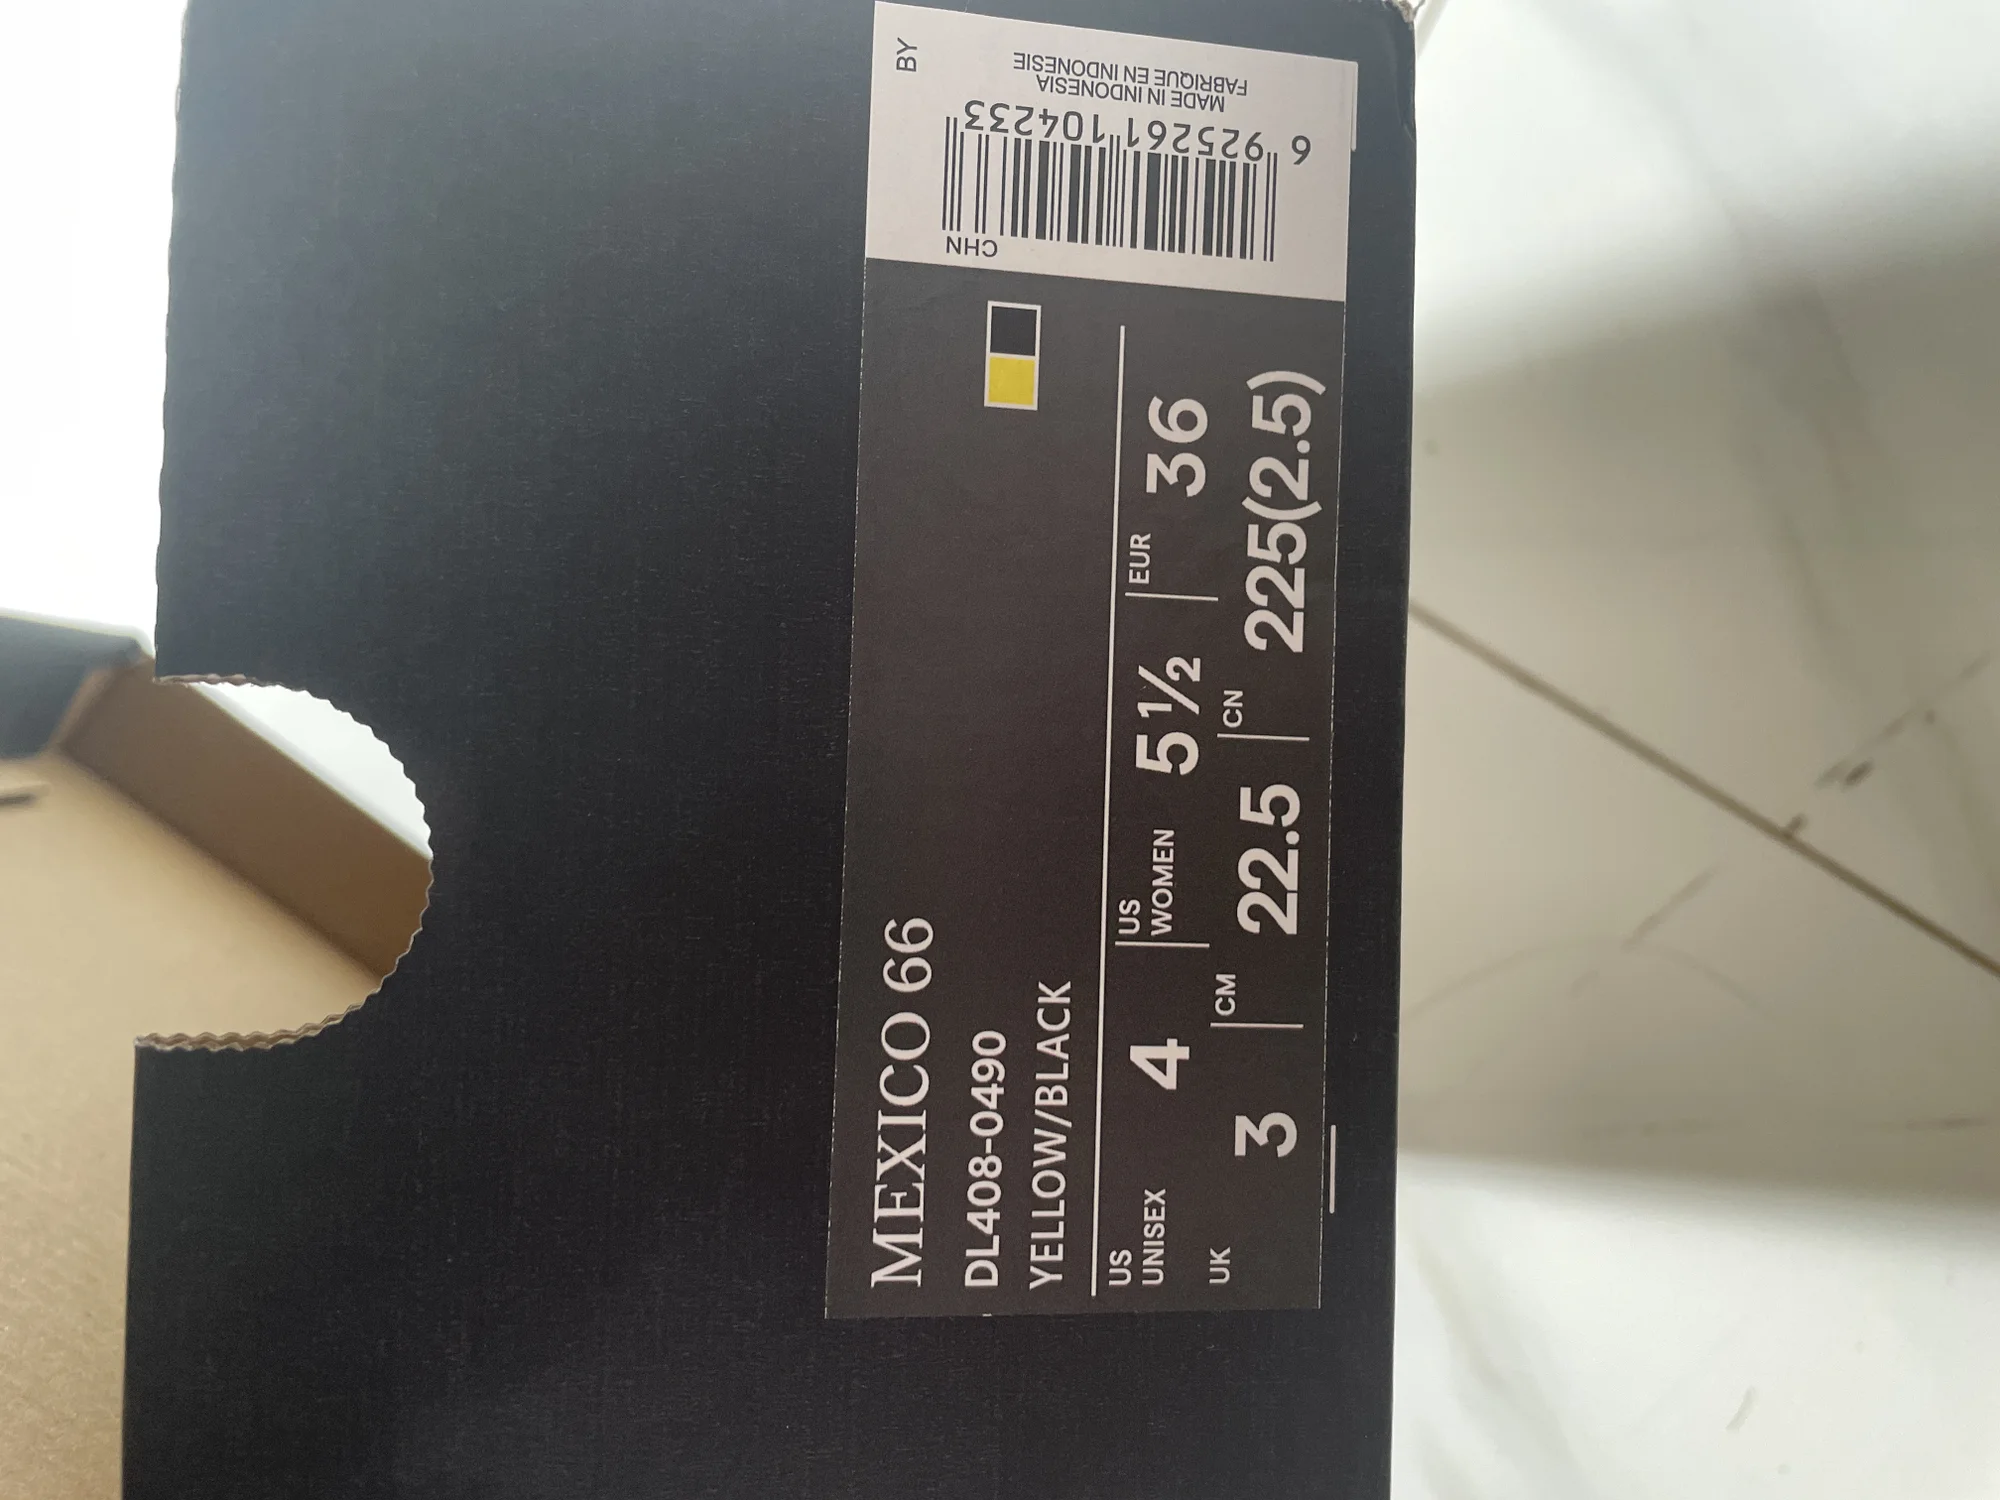 MEXICO 66
DL408-0490
YELLOW/BLACK
US UNISEX 4 US WOMEN 5½ EUR 36
UK 3 CM 22.5 CN 225(2.5)
CHN
6 925261 104233
MADE IN INDONESIA
FABRIQUE EN INDONESIE
BY